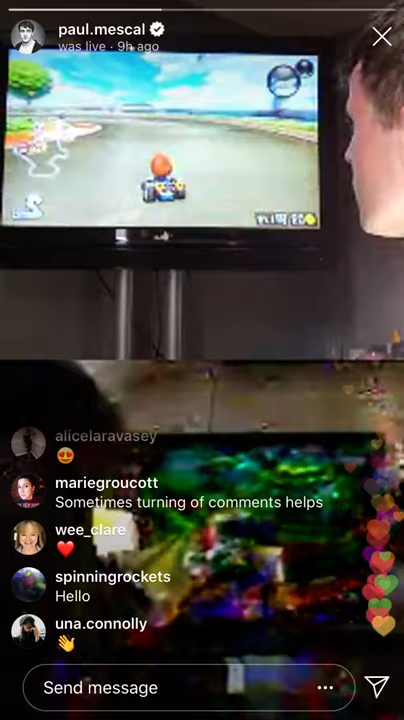 paul.mescal
was live · 9h ago
alicelaravasey
😍
mariegroucott
Sometimes turning of comments helps
wee_clare
❤️
spinningrockets
Hello
una.connolly
👋
Send message